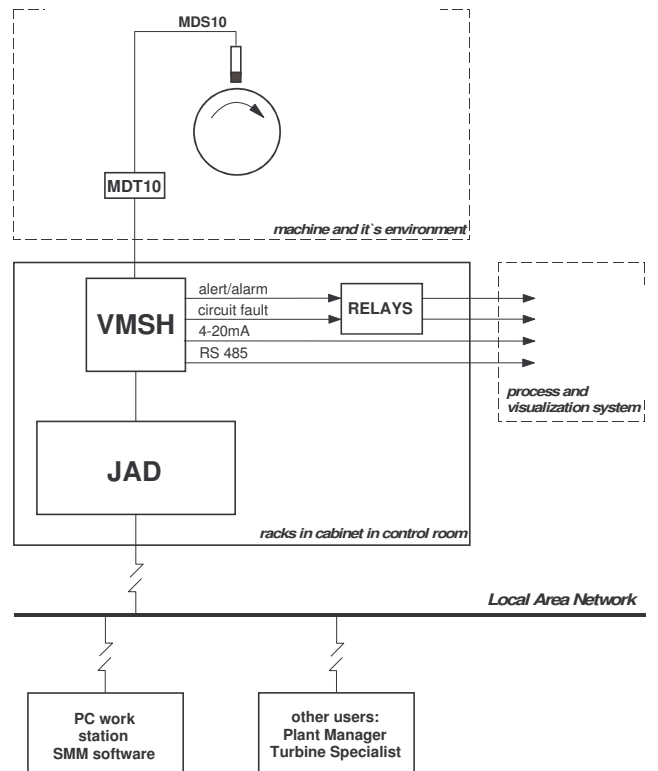 MDS10
MDT10
machine and it`s environment
VMSH
alert/alarm
circuit fault
4-20mA
RS 485
RELAYS
process and
visualization system
JAD
racks in cabinet in control room
Local Area Network
PC work
station
SMM software
other users:
Plant Manager
Turbine Specialist